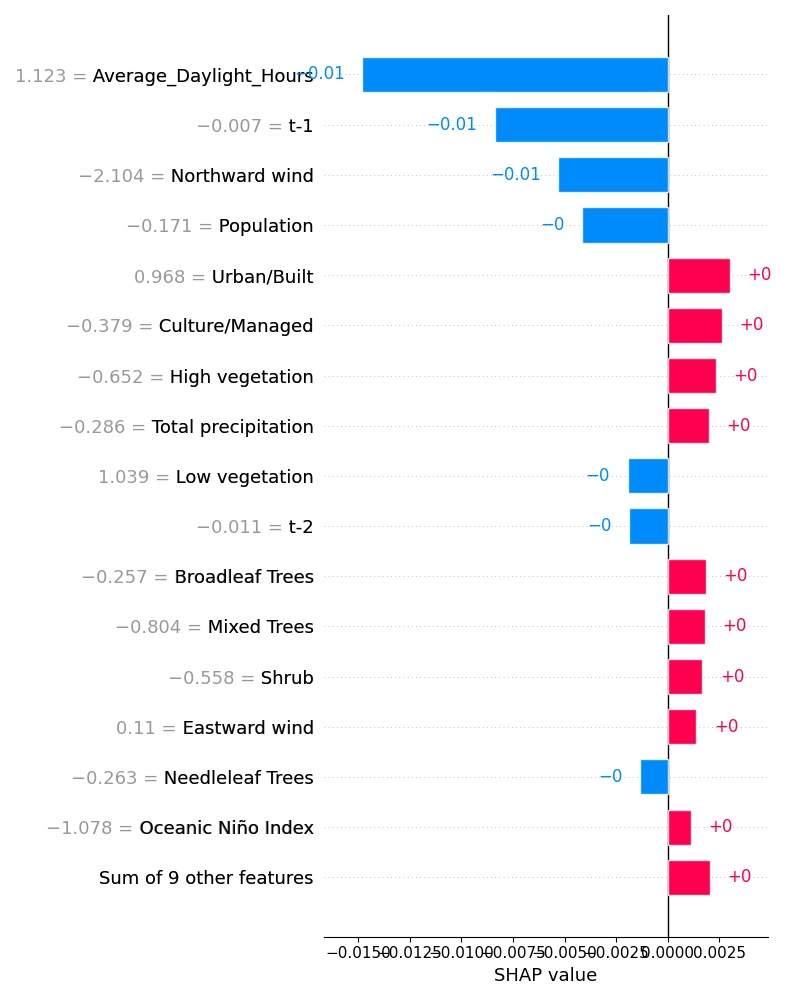 1.123 = Average_Daylight_Hours −0.01
−0.007 = t-1 −0.01
−2.104 = Northward wind −0.01
−0.171 = Population −0
0.968 = Urban/Built +0
−0.379 = Culture/Managed +0
−0.652 = High vegetation +0
−0.286 = Total precipitation +0
1.039 = Low vegetation −0
−0.011 = t-2 −0
−0.257 = Broadleaf Trees +0
−0.804 = Mixed Trees +0
−0.558 = Shrub +0
0.11 = Eastward wind +0
−0.263 = Needleleaf Trees −0
−1.078 = Oceanic Niño Index +0
Sum of 9 other features +0
−0.0150 −0.0125 −0.0100 −0.0075 −0.0050 −0.0025 0.0000 0.0025
SHAP value